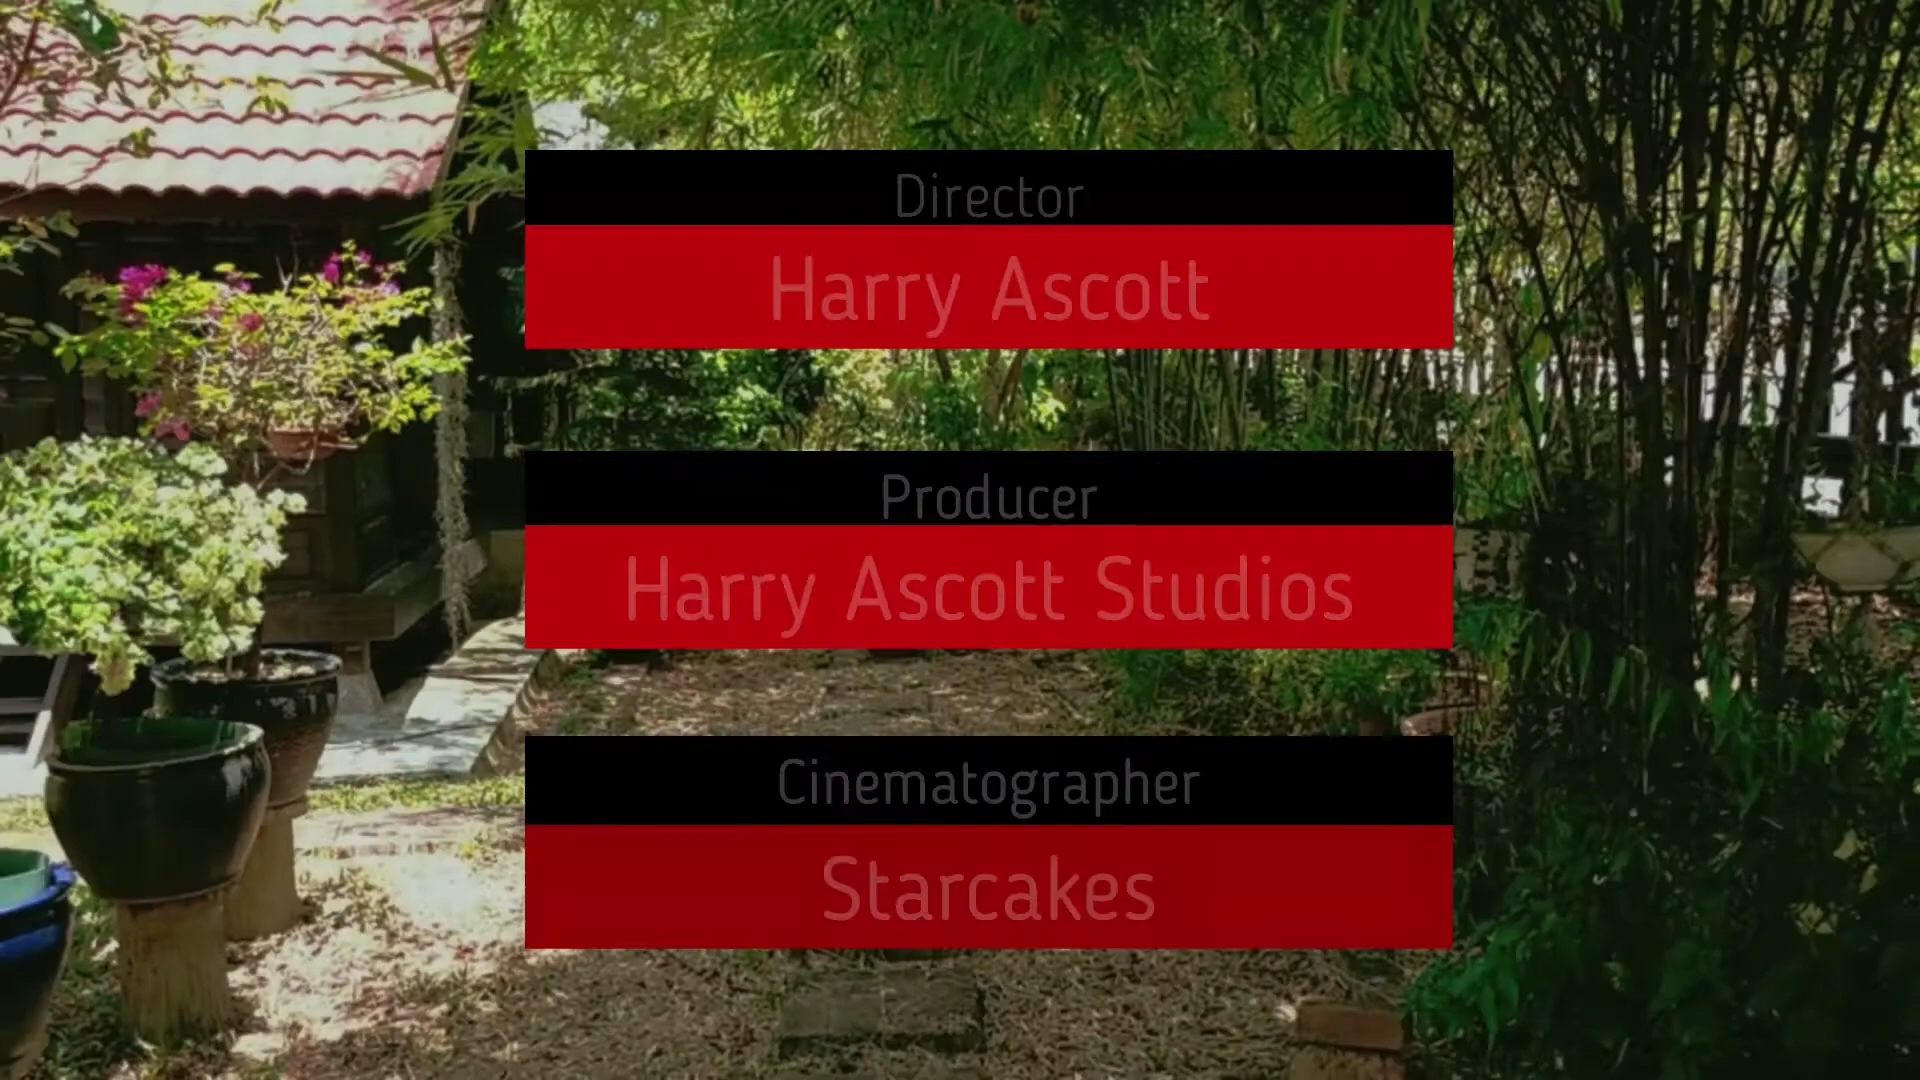 Director
Harry Ascott
Producer
Harry Ascott Studios
Cinematographer
Starcakes